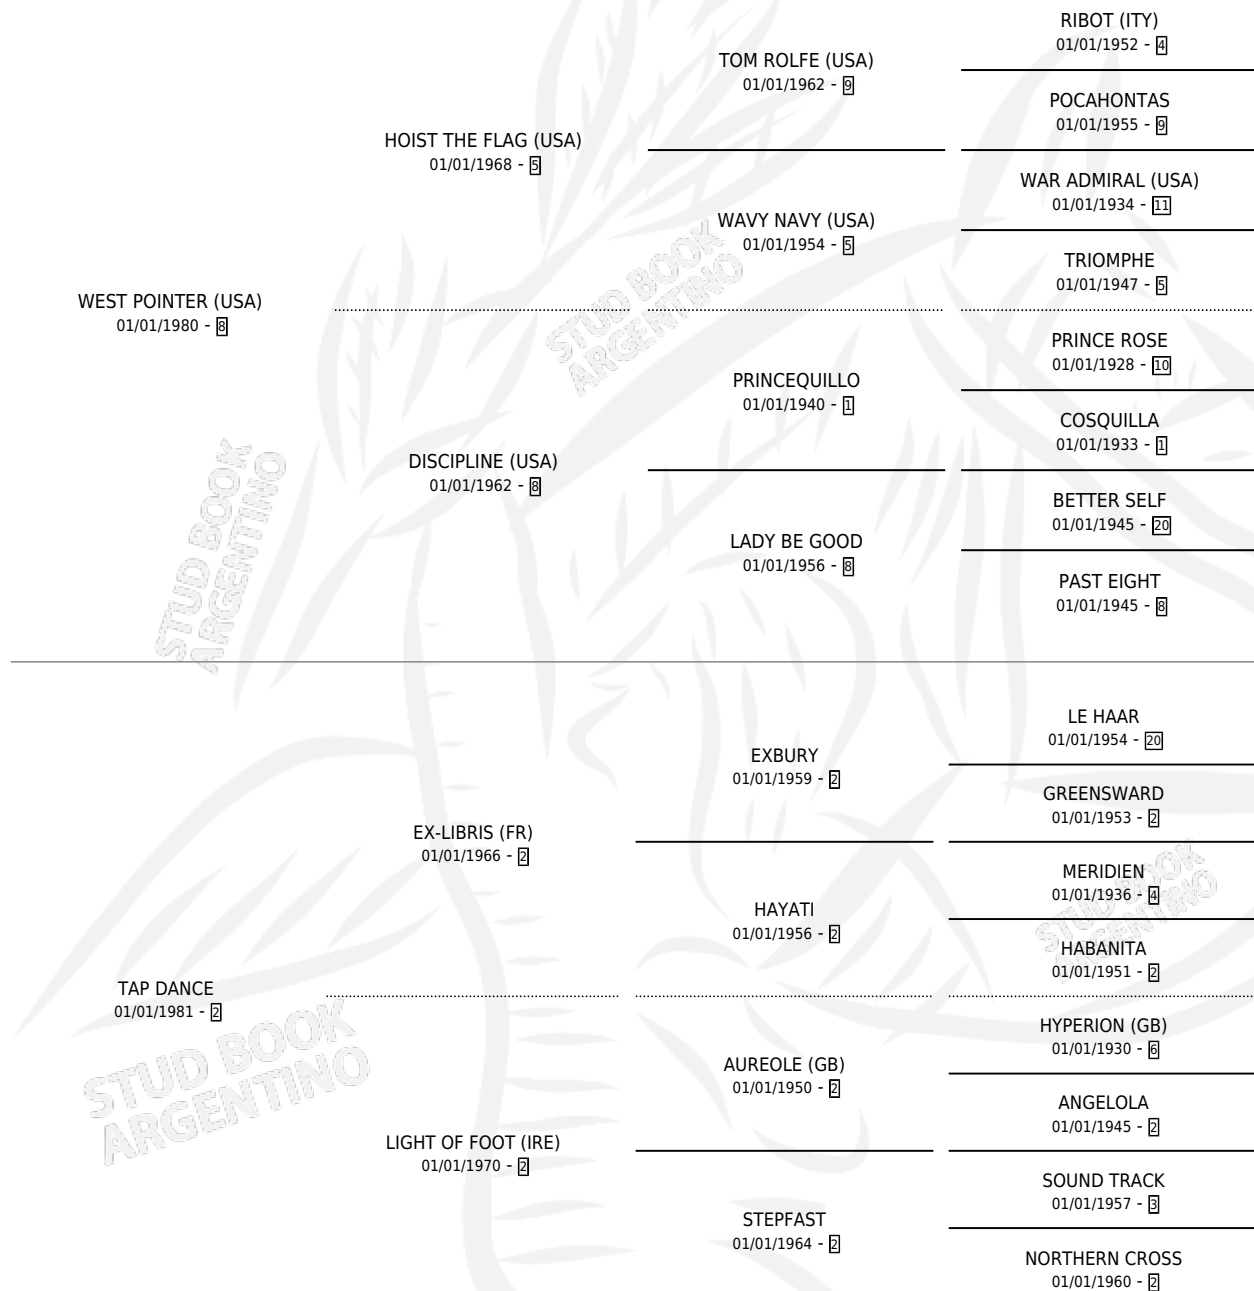 RIBOT (ITY)
01/01/1952 - 4
TOM ROLFE (USA)
01/01/1962 - 9
POCAHONTAS
01/01/1955 - 9
HOIST THE FLAG (USA)
01/01/1968 - 5
WAR ADMIRAL (USA)
01/01/1934 - 11
WAVY NAVY (USA)
01/01/1954 - 5
TRIOMPHE
01/01/1947 - 5
WEST POINTER (USA)
01/01/1980 - 8
PRINCE ROSE
01/01/1928 - 10
PRINCEQUILLO
01/01/1940 - 1
COSQUILLA
01/01/1933 - 1
DISCIPLINE (USA)
01/01/1962 - 8
BETTER SELF
01/01/1945 - 20
LADY BE GOOD
01/01/1956 - 8
PAST EIGHT
01/01/1945 - 8
LE HAAR
01/01/1954 - 20
EXBURY
01/01/1959 - 2
GREENSWARD
01/01/1953 - 2
EX-LIBRIS (FR)
01/01/1966 - 2
MERIDIEN
01/01/1936 - 4
HAYATI
01/01/1956 - 2
HABANITA
01/01/1951 - 2
TAP DANCE
01/01/1981 - 2
HYPERION (GB)
01/01/1930 - 6
AUREOLE (GB)
01/01/1950 - 2
ANGELOLA
01/01/1945 - 2
LIGHT OF FOOT (IRE)
01/01/1970 - 2
SOUND TRACK
01/01/1957 - 3
STEPFAST
01/01/1964 - 2
NORTHERN CROSS
01/01/1960 - 2
STUD BOOK
ARGENTINO
STUD BOOK
ARGENTINO
STUD BOOK
ARGENTINO
STUD BOOK
ARGENTINO